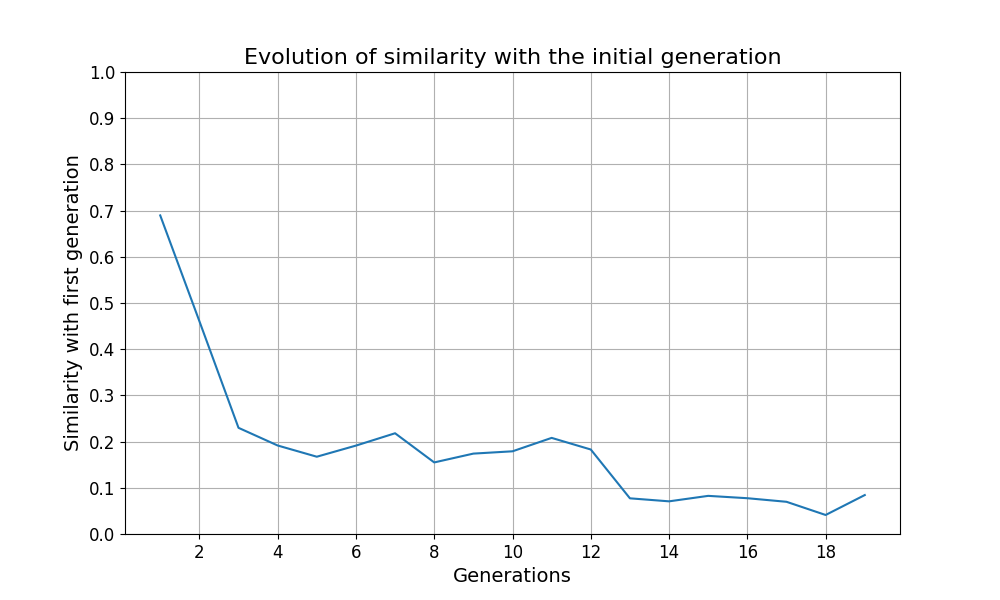 Evolution of similarity with the initial generation
Similarity with first generation
1.0
0.9
0.8
0.7
0.6
0.5
0.4
0.3
0.2
0.1
0.0
2 4 6 8 10 12 14 16 18
Generations